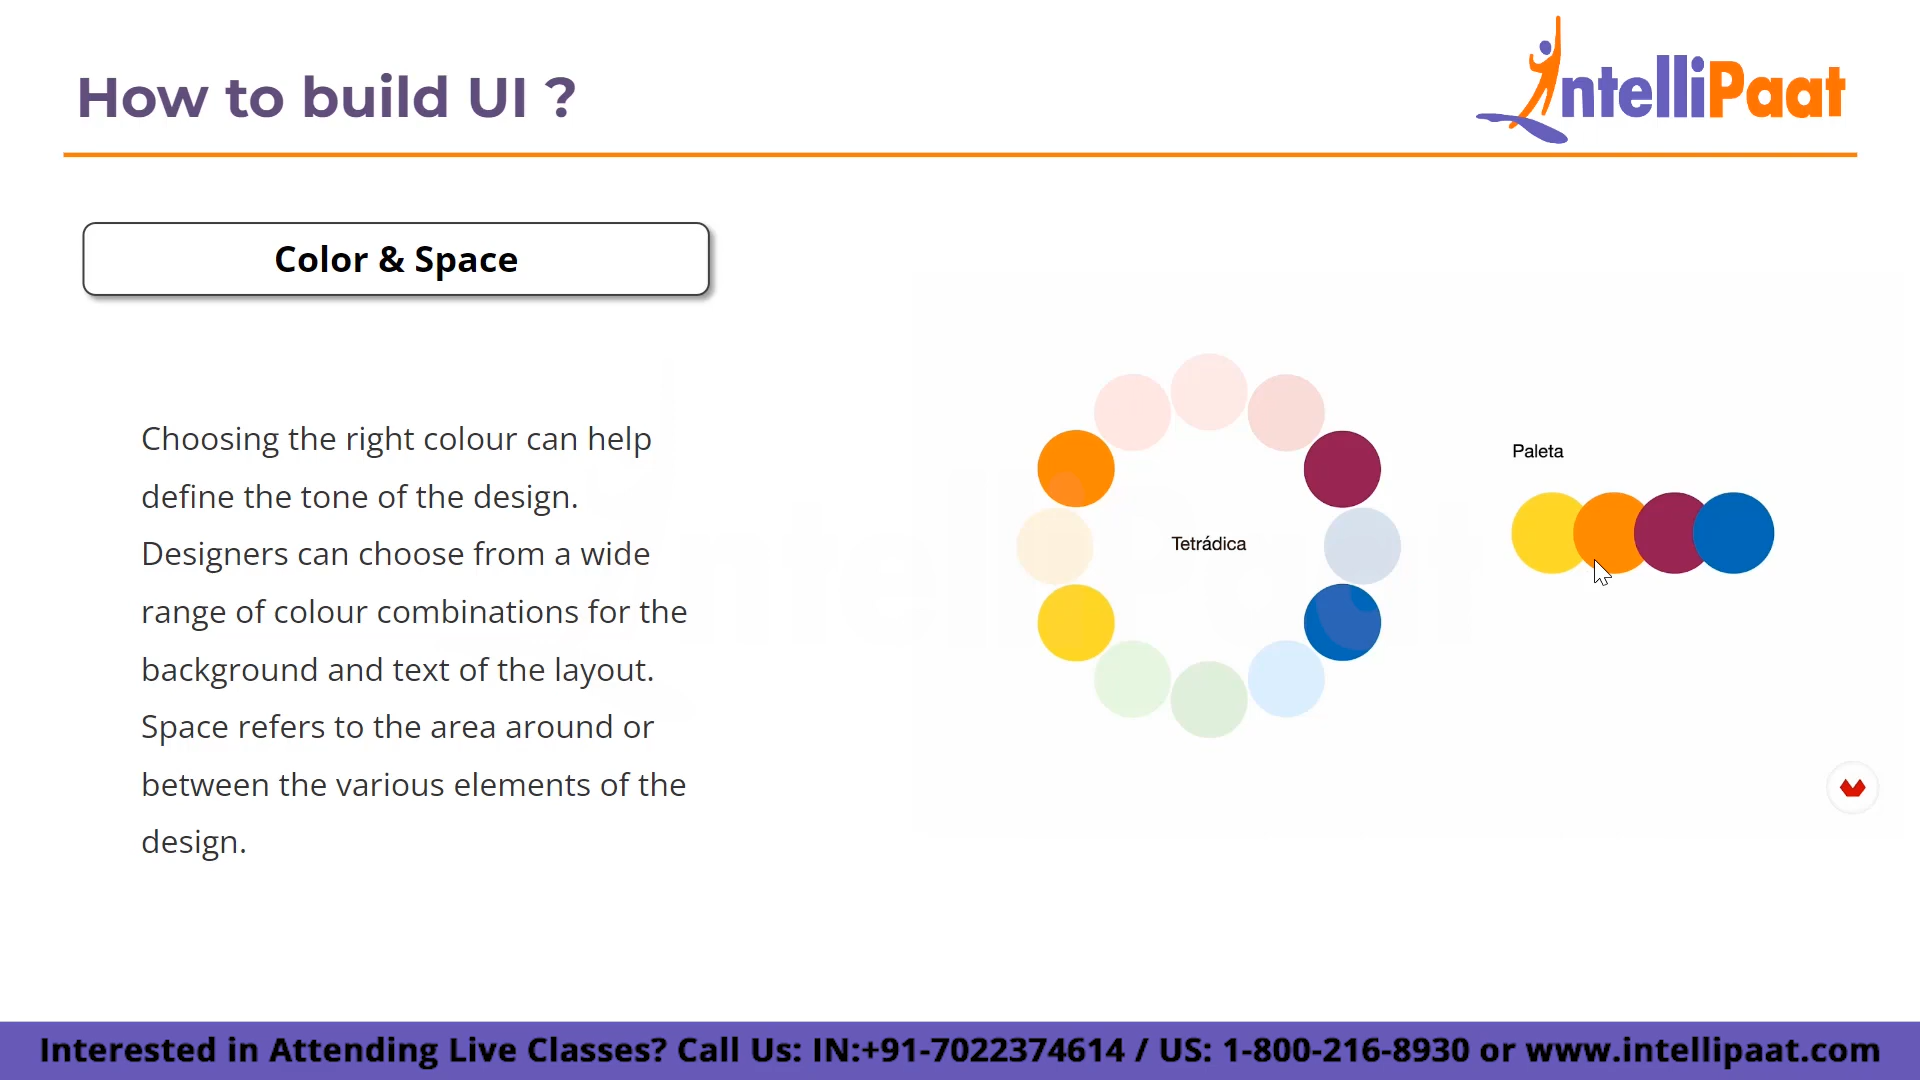 How to build UI ?
ntelliPaat
Color & Space
Choosing the right colour can help
define the tone of the design.
Designers can choose from a wide
range of colour combinations for the
background and text of the layout.
Space refers to the area around or
between the various elements of the
design.
Tetrádica
Paleta
Interested in Attending Live Classes? Call Us: IN:+91-7022374614 / US: 1-800-216-8930 or www.intellipaat.com